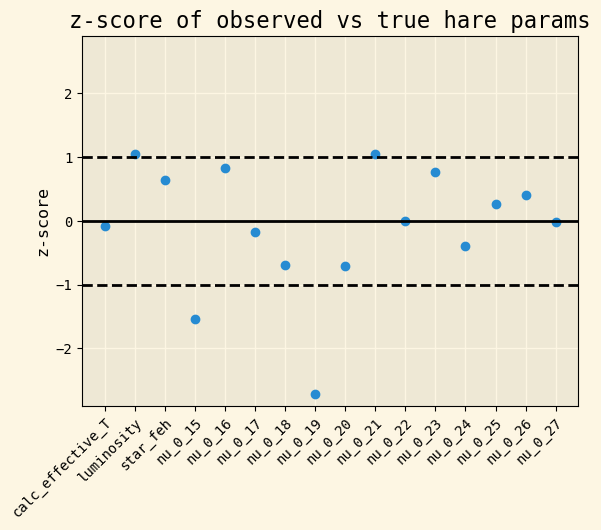 z-score of observed vs true hare params
z-score
2
1
0
−1
−2
calc_effective_T
luminosity
star_feh
nu_0_15
nu_0_16
nu_0_17
nu_0_18
nu_0_19
nu_0_20
nu_0_21
nu_0_22
nu_0_23
nu_0_24
nu_0_25
nu_0_26
nu_0_27